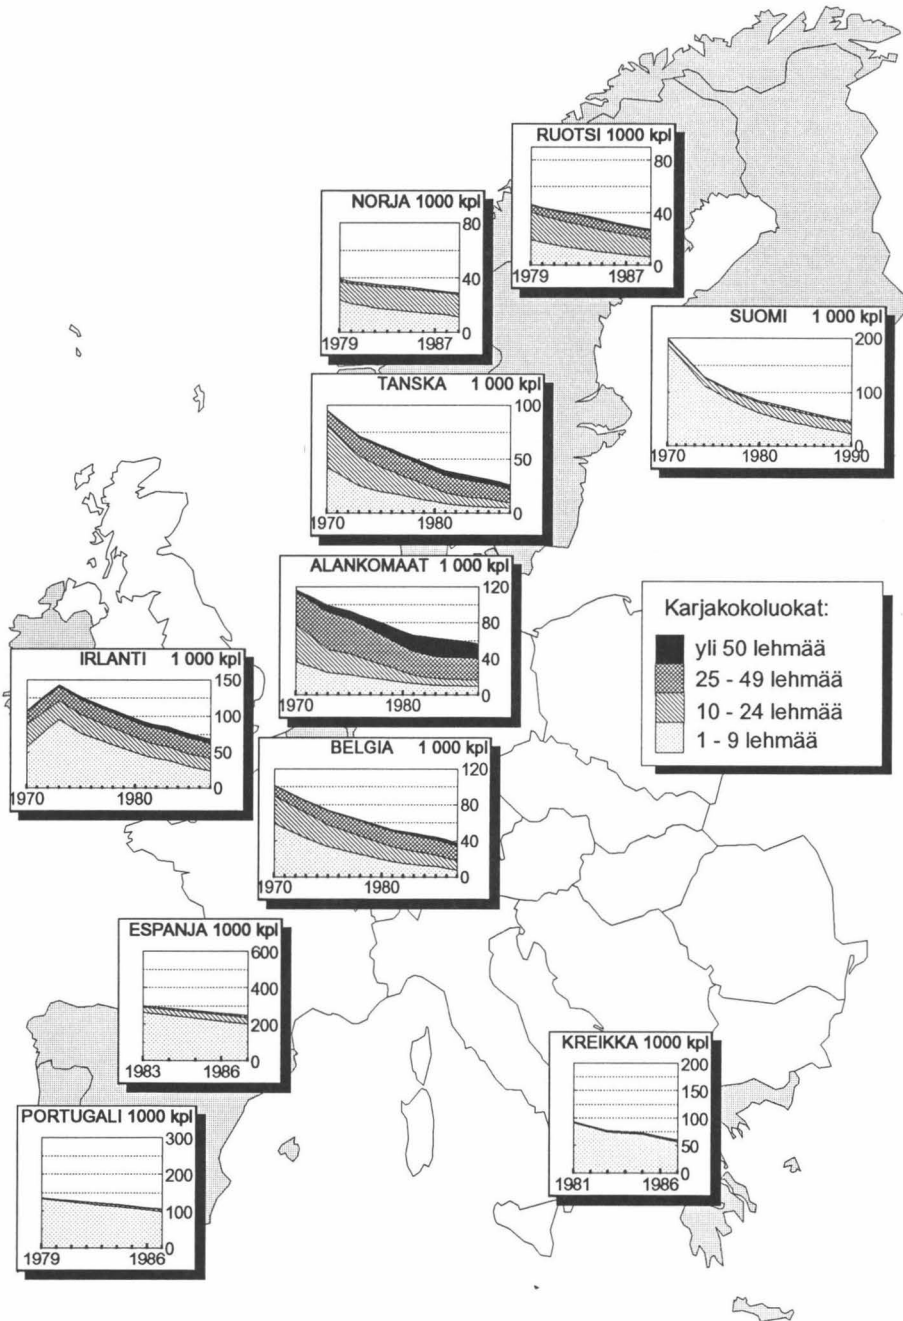 RUOTSI 1000 kpl
80
40
0
1979 1987
NORJA 1000 kpl
80
40
0
1979 1987
SUOMI 1 000 kpl
200
100
0
1970 1980 1990
TANSKA 1 000 kpl
100
50
0
1970 1980
ALANKOMAAT 1 000 kpl
120
80
40
0
1970 1980
Karjakokoluokat:
yli 50 lehmää
25 - 49 lehmää
10 - 24 lehmää
1 - 9 lehmää
IRLANTI 1 000 kpl
150
100
50
0
1970 1980
BELGIA 1 000 kpl
120
80
40
0
1970 1980
ESPANJA 1000 kpl
600
400
200
0
1983 1986
KREIKKA 1000 kpl
200
150
100
50
0
1981 1986
PORTUGALI 1000 kpl
300
200
100
0
1979 1986